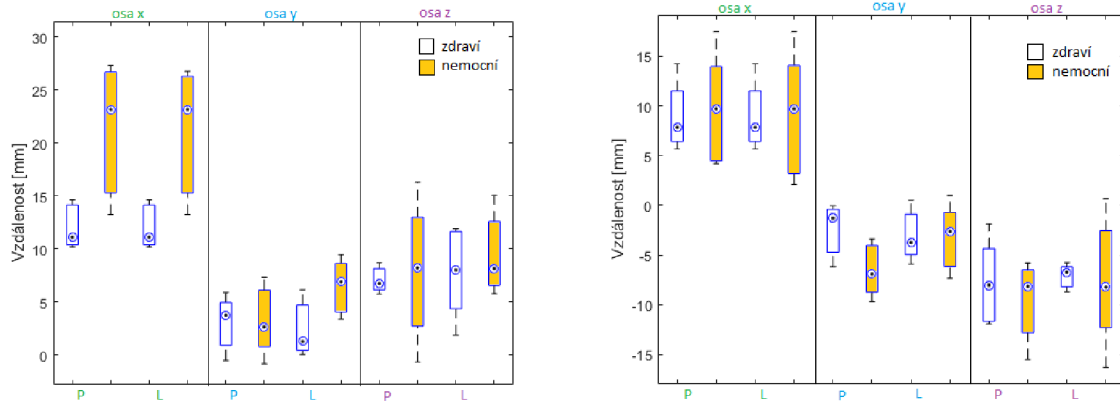 osa x osa y osa z
30
25
20
15
10
5
0
Vzdálenost [mm]
zdraví
nemocní
P L P L P L
osa x osa y osa z
15
10
5
0
-5
-10
-15
Vzdálenost [mm]
zdraví
nemocní
P L P L P L